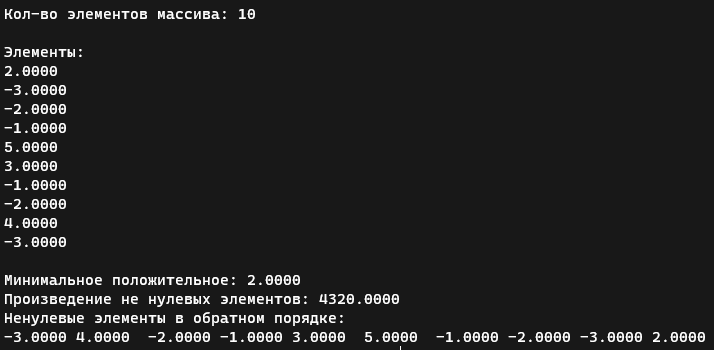 Кол-во элементов массива: 10
Элементы:
2.0000
-3.0000
-2.0000
-1.0000
5.0000
3.0000
-1.0000
-2.0000
4.0000
-3.0000
Минимальное положительное: 2.0000
Произведение не нулевых элементов: 4320.0000
Ненулевые элементы в обратном порядке:
-3.0000 4.0000  -2.0000 -1.0000 3.0000  5.0000  -1.0000 -2.0000 -3.0000 2.0000